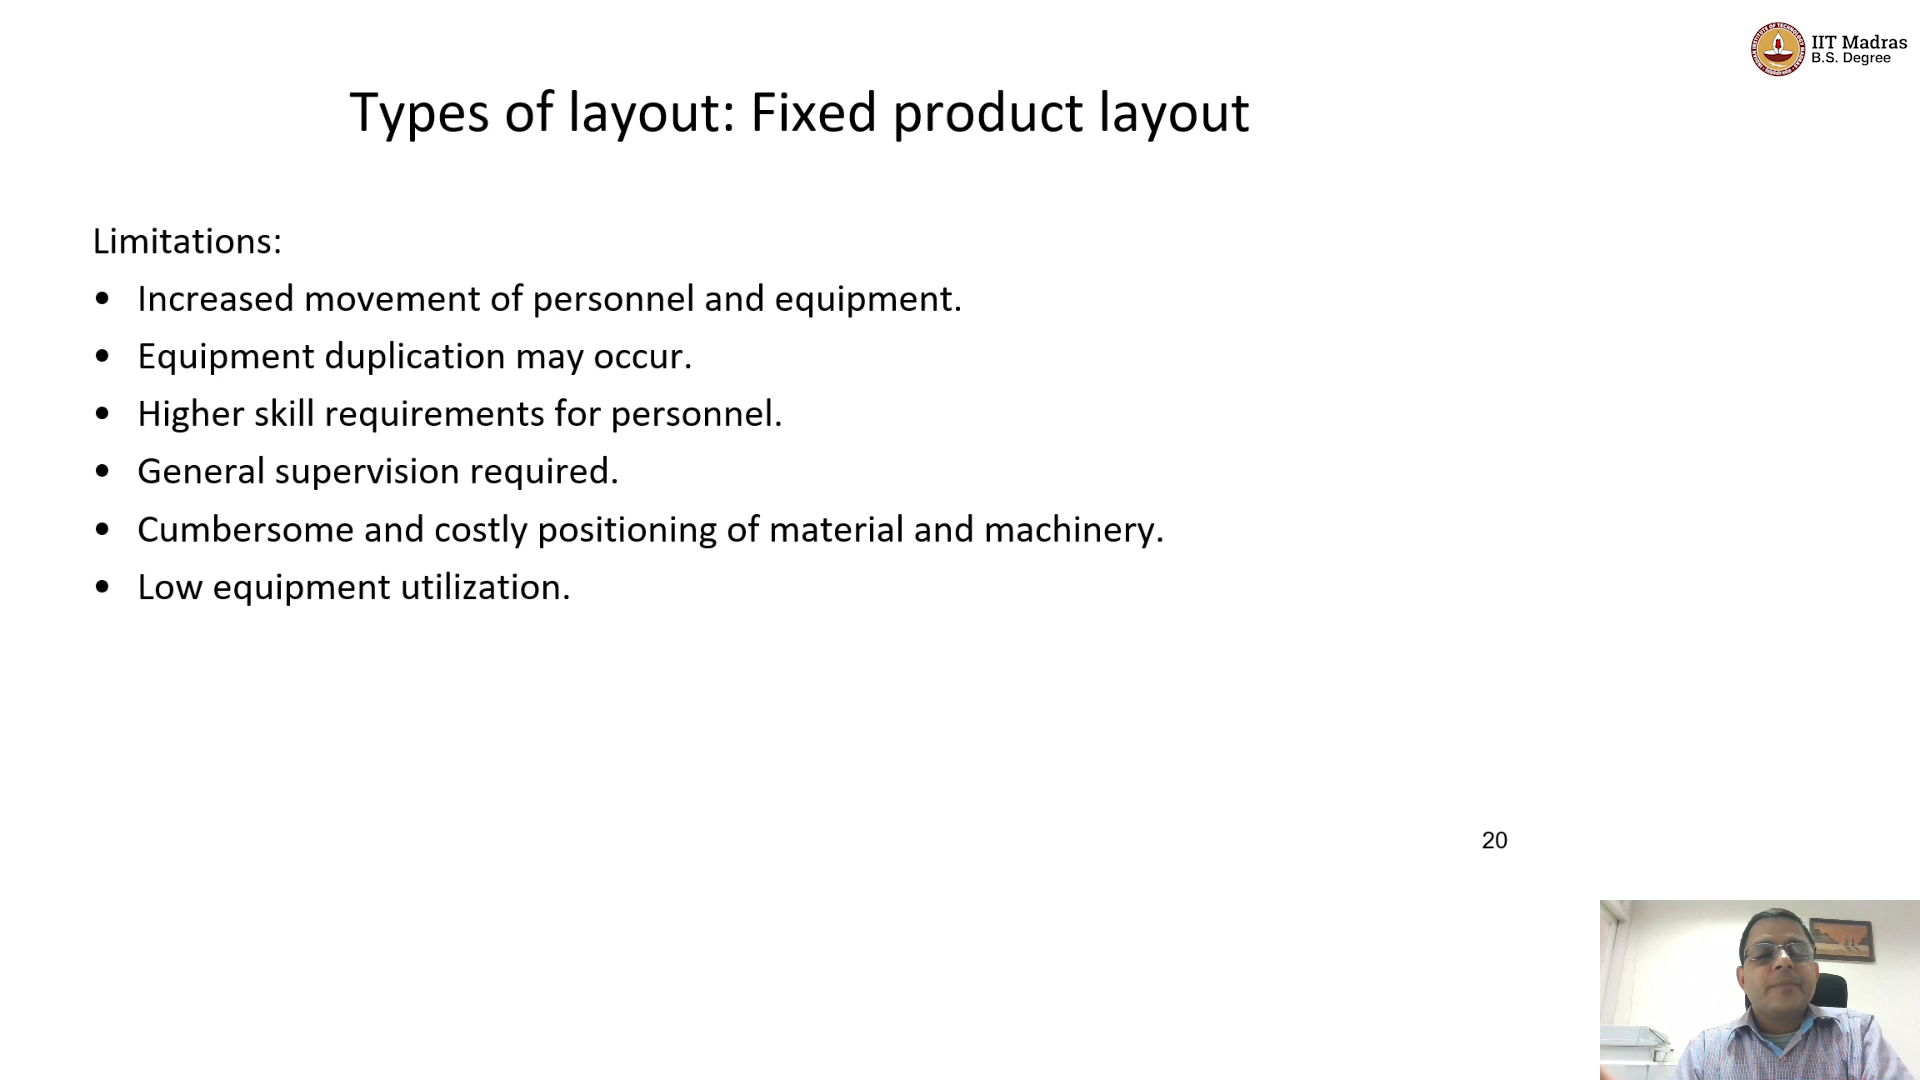 IIT Madras
B.S. Degree
Types of layout: Fixed product layout
Limitations:
• Increased movement of personnel and equipment.
• Equipment duplication may occur.
• Higher skill requirements for personnel.
• General supervision required.
• Cumbersome and costly positioning of material and machinery.
• Low equipment utilization.
20